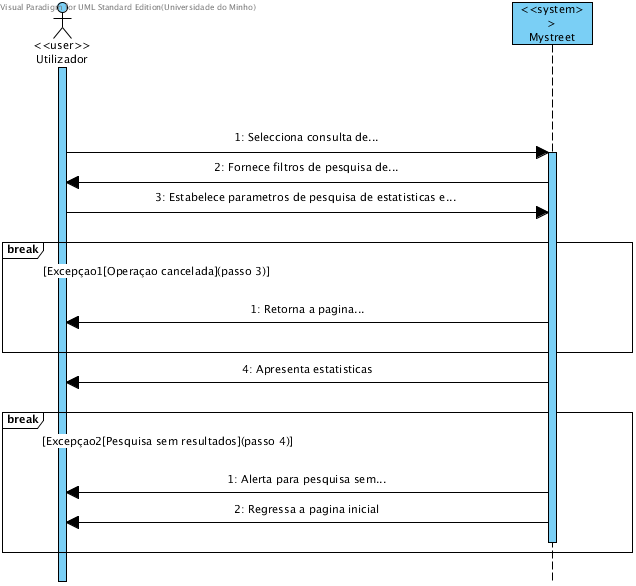 Visual Paradigm for UML Standard Edition(Universidade do Minho)
<<system>
>
Mystreet
<<user>>
Utilizador
1: Selecciona consulta de...
2: Fornece filtros de pesquisa de...
3: Estabelece parametros de pesquisa de estatisticas e...
break
[Excepçao1[Operaçao cancelada](passo 3)]
1: Retorna a pagina...
4: Apresenta estatisticas
break
[Excepçao2[Pesquisa sem resultados](passo 4)]
1: Alerta para pesquisa sem...
2: Regressa a pagina inicial